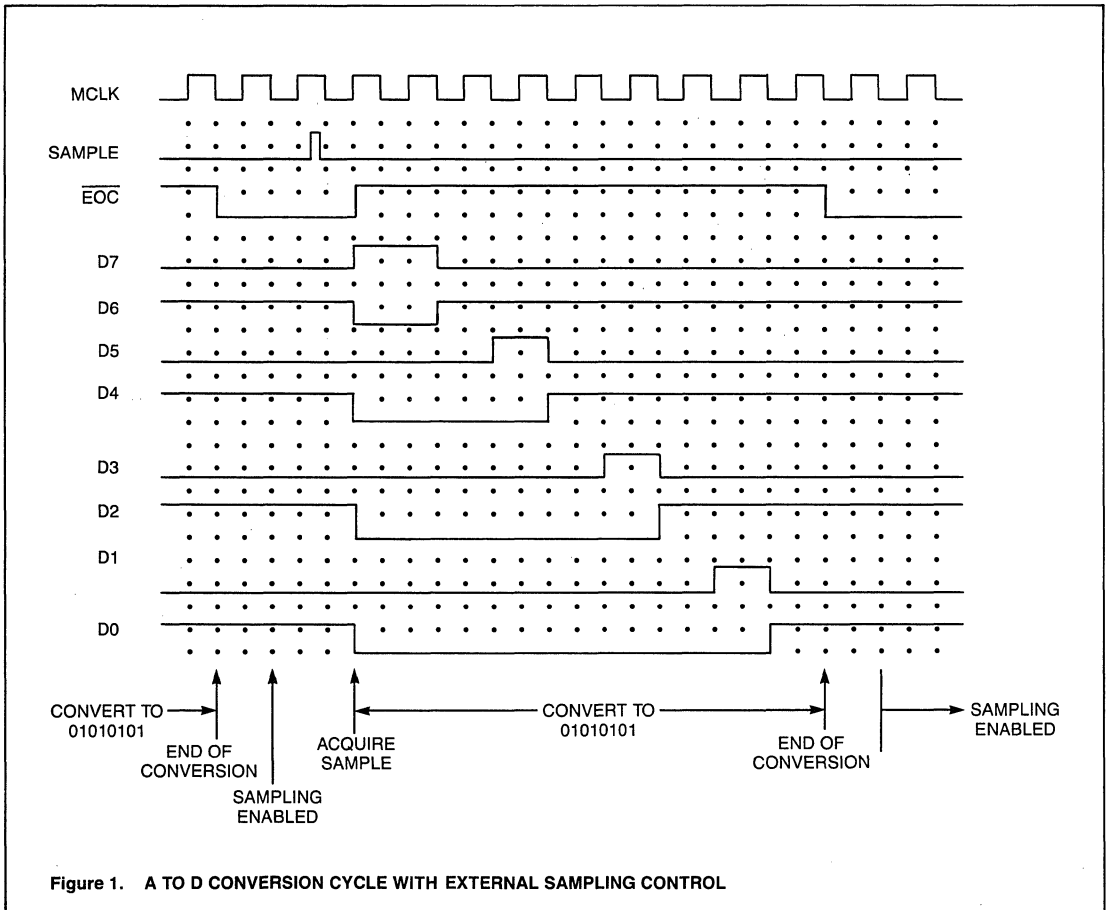 MCLK
SAMPLE
EOC
D7
D6
D5
D4
D3
D2
D1
D0
CONVERT TO
01010101
END OF
CONVERSION
SAMPLING
ENABLED
ACQUIRE
SAMPLE
CONVERT TO
01010101
END OF
CONVERSION
SAMPLING
ENABLED
Figure 1. A TO D CONVERSION CYCLE WITH EXTERNAL SAMPLING CONTROL